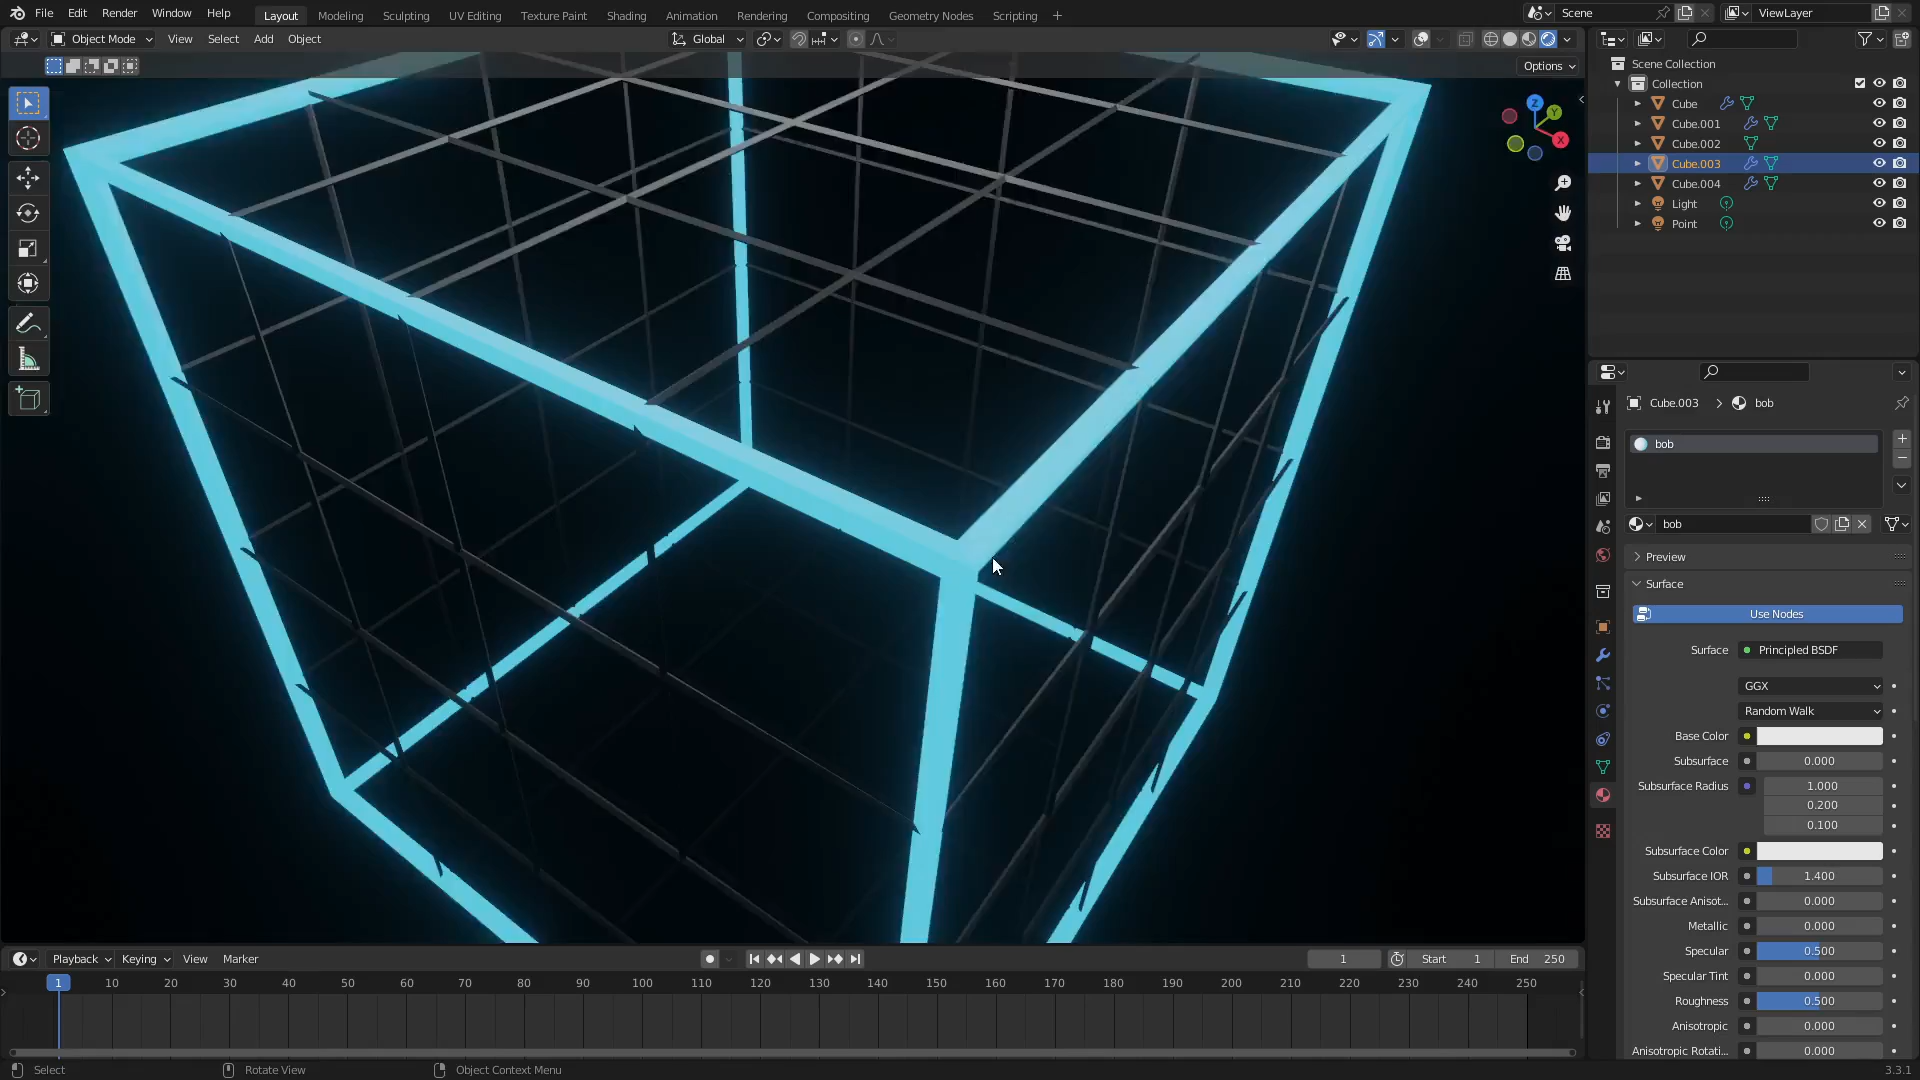 File Edit Render Window Help Layout Modeling Sculpting UV Editing Texture Paint Shading Animation Rendering Compositing Geometry Nodes Scripting + Scene ViewLayer
Object Mode View Select Add Object Global
Options
Z
Y
X
Scene Collection
Collection
Cube
Cube.001
Cube.002
Cube.003
Cube.004
Light
Point
Cube.003 > bob
bob
bob
Preview
Surface
Use Nodes
Surface Principled BSDF
GGX
Random Walk
Base Color
Subsurface 0.000
Subsurface Radius 1.000
0.200
0.100
Subsurface Color
Subsurface IOR 1.400
Subsurface Anisot... 0.000
Metallic 0.000
Specular 0.500
Specular Tint 0.000
Roughness 0.500
Anisotropic 0.000
Anisotropic Rotati... 0.000
Playback Keying View Marker 1 Start 1 End 250
1 10 20 30 40 50 60 70 80 90 100 110 120 130 140 150 160 170 180 190 200 210 220 230 240 250
Select Rotate View Object Context Menu 3.3.1